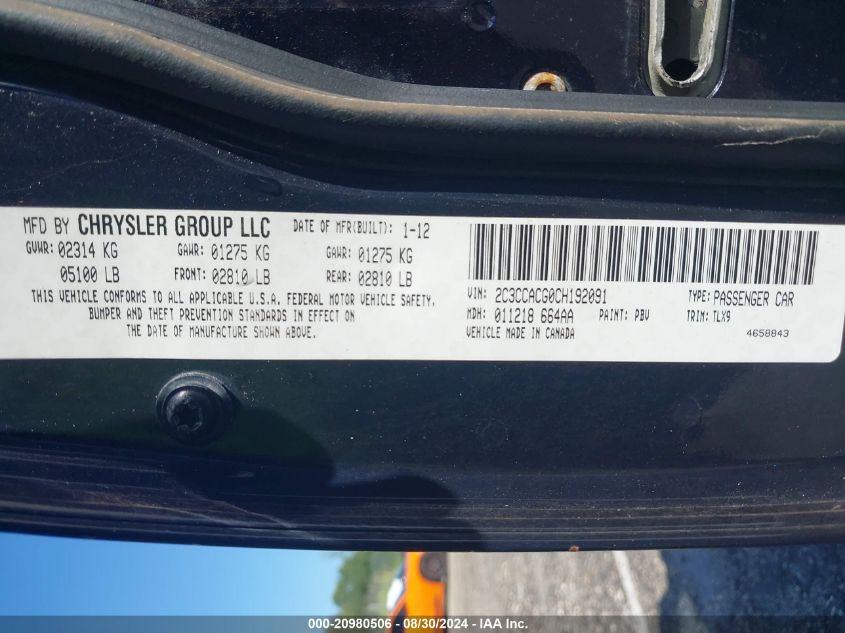 MFD BY CHRYSLER GROUP LLC DATE OF MFR(BUILT): 1-12
GVWR: 02314 KG GAWR: 01275 KG GAWR: 01275 KG
05100 LB FRONT: 02810 LB REAR: 02810 LB
THIS VEHICLE CONFORMS TO ALL APPLICABLE U.S.A. FEDERAL MOTOR VEHICLE SAFETY,
BUMPER AND THEFT PREVENTION STANDARDS IN EFFECT ON
THE DATE OF MANUFACTURE SHOWN ABOVE.
VIN: 2C3CCACG0CH192091 TYPE: PASSENGER CAR
MDH: 011218 664AA PAINT: PBV TRIM: TLX9
VEHICLE MADE IN CANADA 4658843
000-20980506 - 08/30/2024 - IAA Inc.